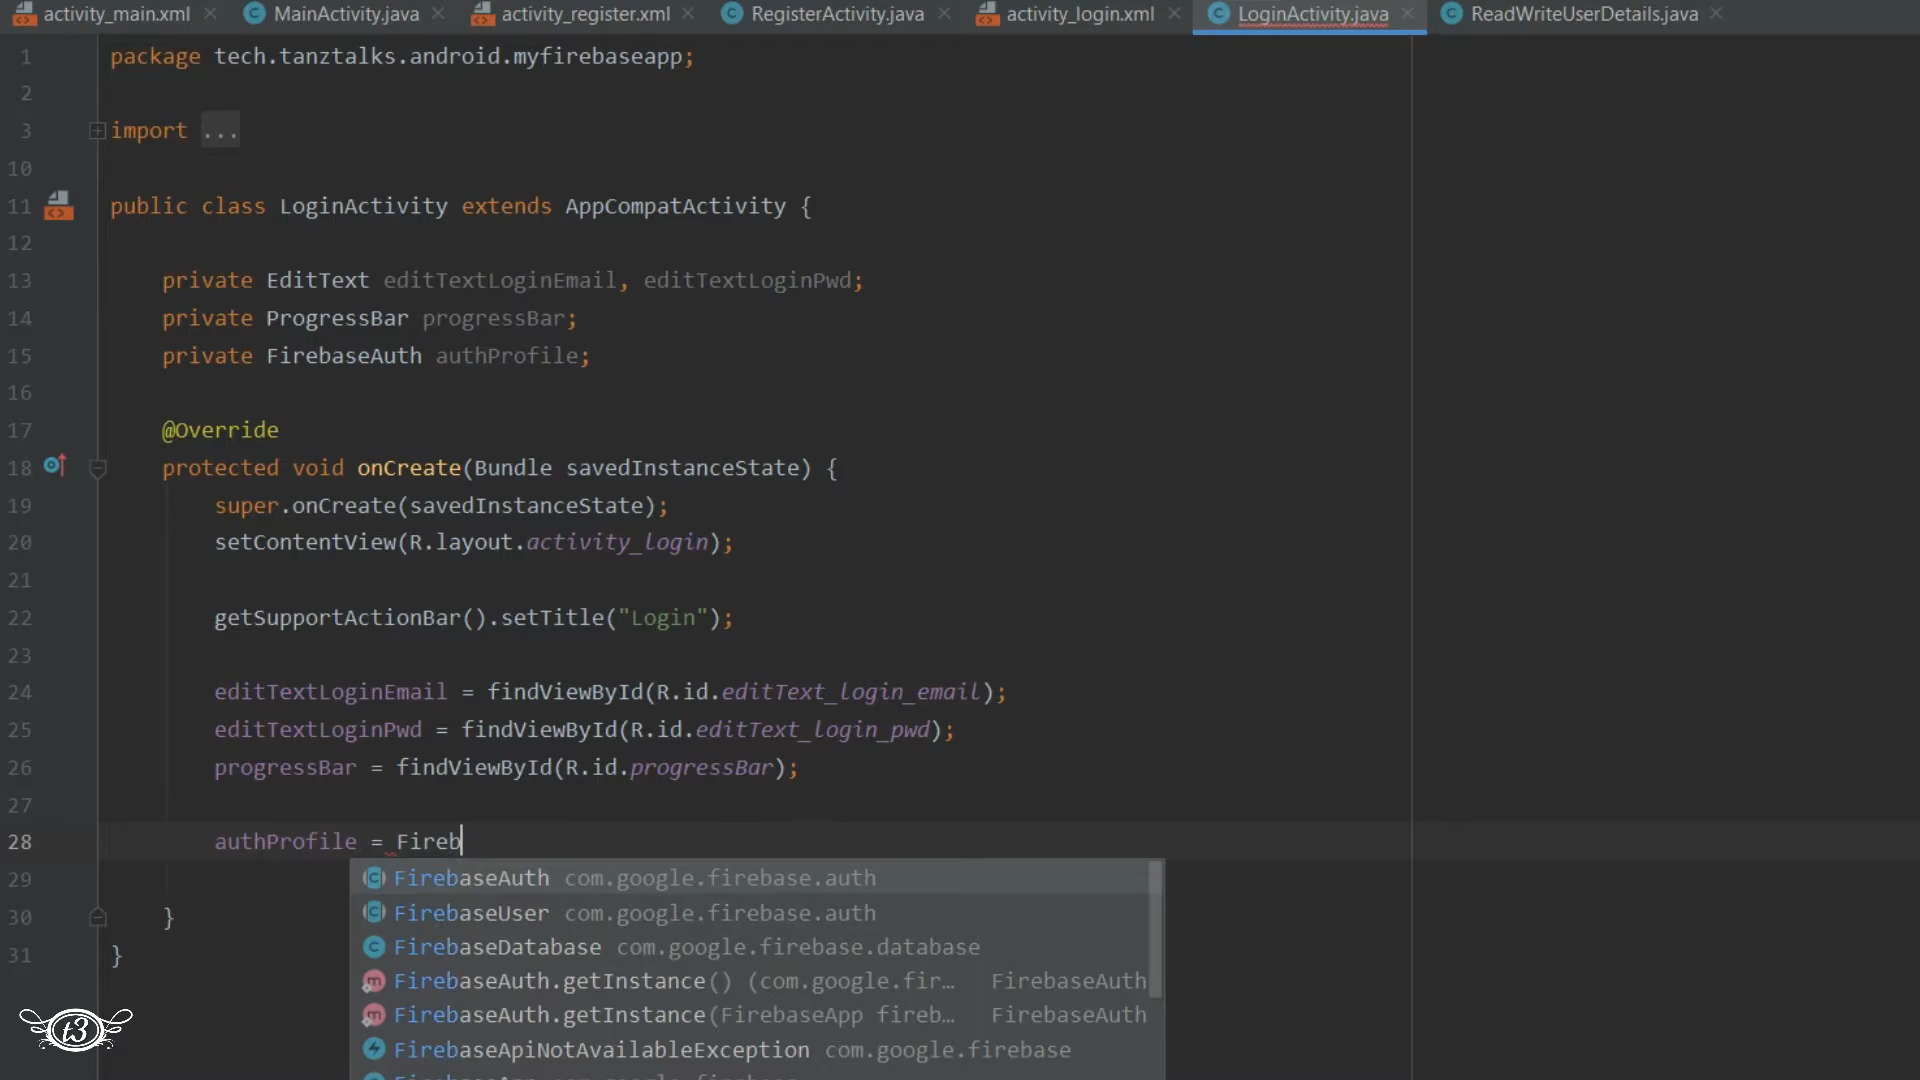 activity_main.xml MainActivity.java activity_register.xml RegisterActivity.java activity_login.xml LoginActivity.java ReadWriteUserDetails.java
1 package tech.tanztalks.android.myfirebaseapp;
2
3 import ...
10
11 public class LoginActivity extends AppCompatActivity {
12
13 private EditText editTextLoginEmail, editTextLoginPwd;
14 private ProgressBar progressBar;
15 private FirebaseAuth authProfile;
16
17 @Override
18 protected void onCreate(Bundle savedInstanceState) {
19 super.onCreate(savedInstanceState);
20 setContentView(R.layout.activity_login);
21
22 getSupportActionBar().setTitle("Login");
23
24 editTextLoginEmail = findViewById(R.id.editText_login_email);
25 editTextLoginPwd = findViewById(R.id.editText_login_pwd);
26 progressBar = findViewById(R.id.progressBar);
27
28 authProfile = Fireb
29 FirebaseAuth com.google.firebase.auth
30 } FirebaseUser com.google.firebase.auth
31 } FirebaseDatabase com.google.firebase.database
FirebaseAuth.getInstance() (com.google.fir... FirebaseAuth
FirebaseAuth.getInstance(FirebaseApp fireb... FirebaseAuth
FirebaseApiNotAvailableException com.google.firebase
t3